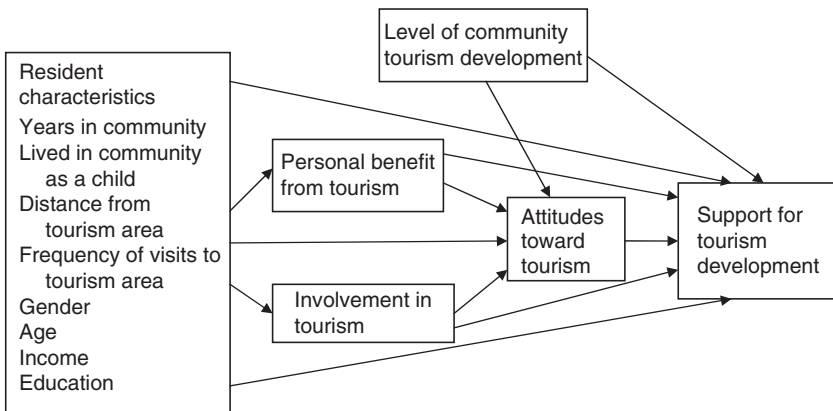 Level of community
tourism development
Resident
characteristics
Years in community
Lived in community
as a child
Distance from
tourism area
Frequency of visits to
tourism area
Gender
Age
Income
Education
Personal benefit
from tourism
Involvement in
tourism
Attitudes
toward
tourism
Support for
tourism
development